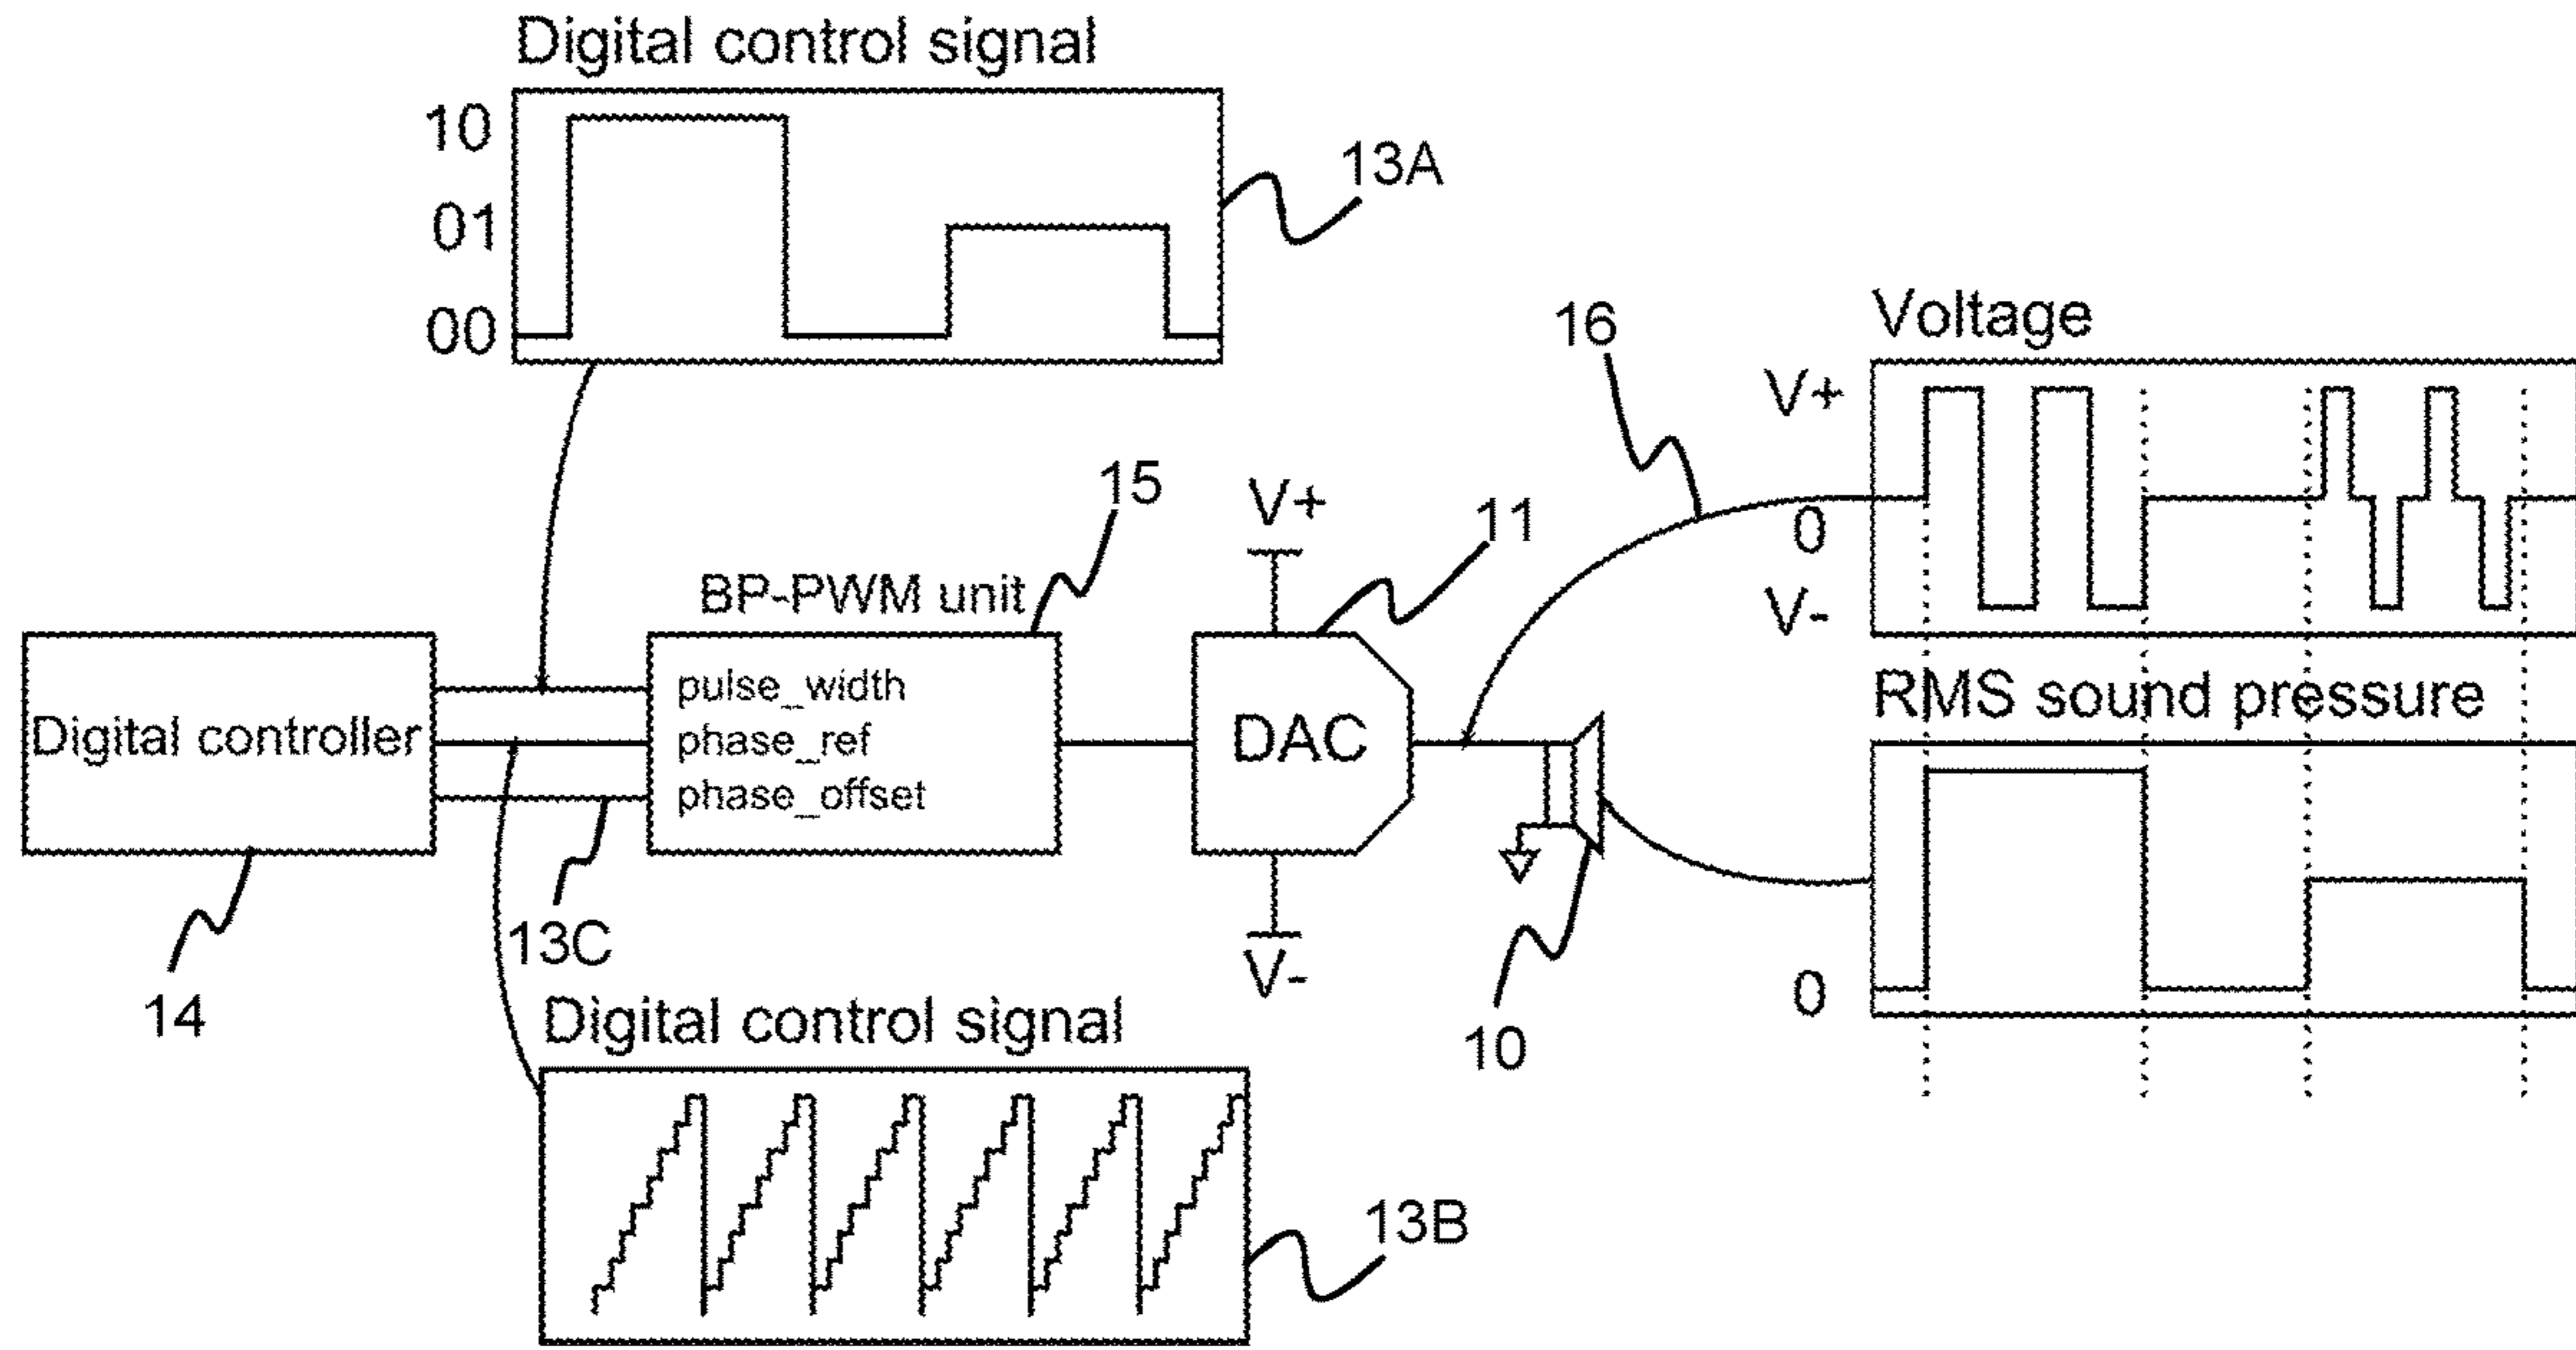 Digital control signal
10
01
00
13A
16
Voltage
V+
0
V-
15
V+
11
BP-PWM unit
pulse_width
phase_ref
phase_offset
Digital controller
DAC
RMS sound pressure
0
13C
14
V-
10
Digital control signal
13B